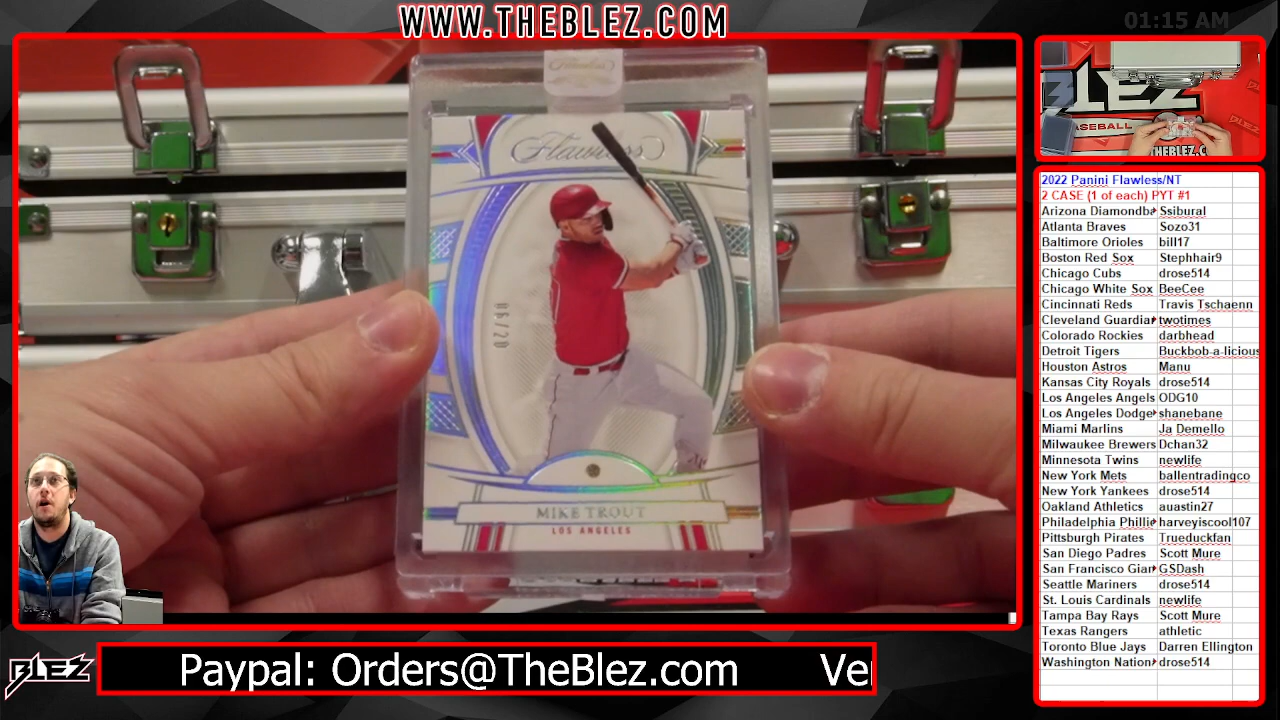 WWW.THEBLEZ.COM
01:15 AM
Flawless
06/20
MIKE TROUT
LOS ANGELES
BLEZ
BASEBALL
THEBLEZ.C
BLEZ
2022 Panini Flawless/NT
2 CASE (1 of each) PYT #1
Arizona Diamondba Ssibural
Atlanta Braves Sozo31
Baltimore Orioles bill17
Boston Red Sox Stephhair9
Chicago Cubs drose514
Chicago White Sox BeeCee
Cincinnati Reds Travis Tschaenn
Cleveland Guardian twotimes
Colorado Rockies darbhead
Detroit Tigers Buckbob-a-licious
Houston Astros Manu
Kansas City Royals drose514
Los Angeles Angels ODG10
Los Angeles Dodge shanebane
Miami Marlins Ja Demello
Milwaukee Brewers Dchan32
Minnesota Twins newlife
New York Mets ballentradingco
New York Yankees drose514
Oakland Athletics auastin27
Philadelphia Phillie harveyiscool107
Pittsburgh Pirates Trueduckfan
San Diego Padres Scott Mure
San Francisco Gian GSDash
Seattle Mariners drose514
St. Louis Cardinals newlife
Tampa Bay Rays Scott Mure
Texas Rangers athletic
Toronto Blue Jays Darren Ellington
Washington Nation drose514
BLEZ
Paypal: Orders@TheBlez.com Ve